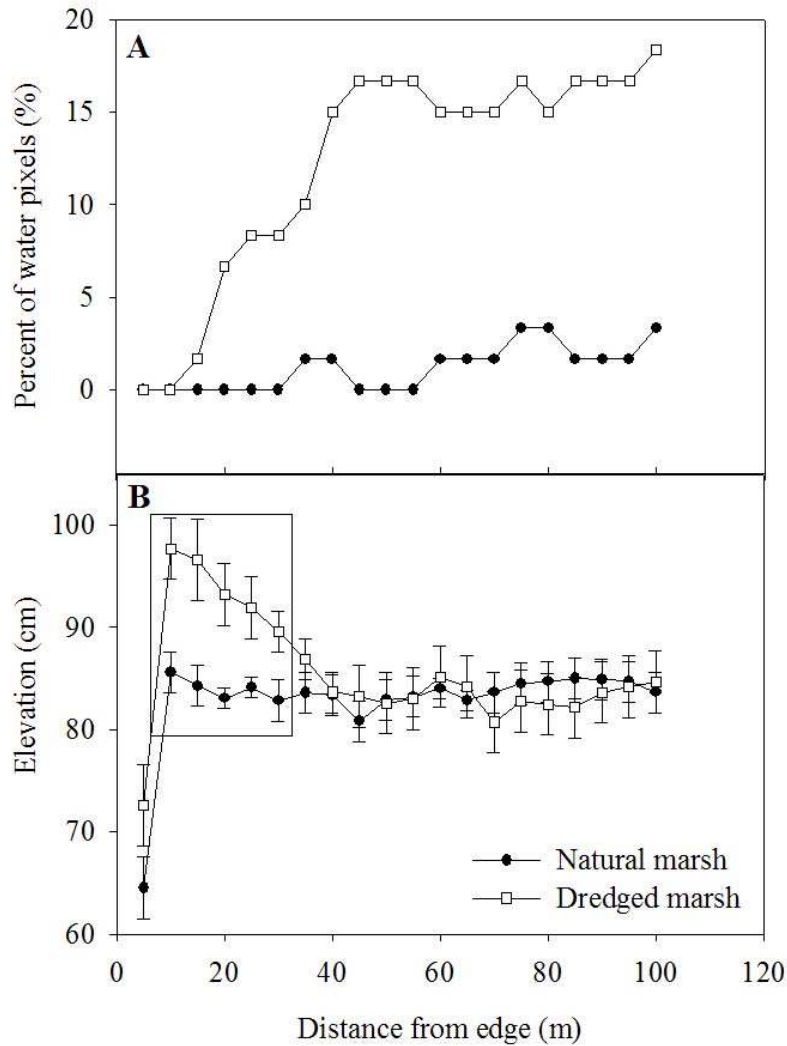 A
20
15
10
5
0
Percent of water pixels (%)
B
100
90
80
70
60
Elevation (cm)
Natural marsh
Dredged marsh
0 20 40 60 80 100 120
Distance from edge (m)